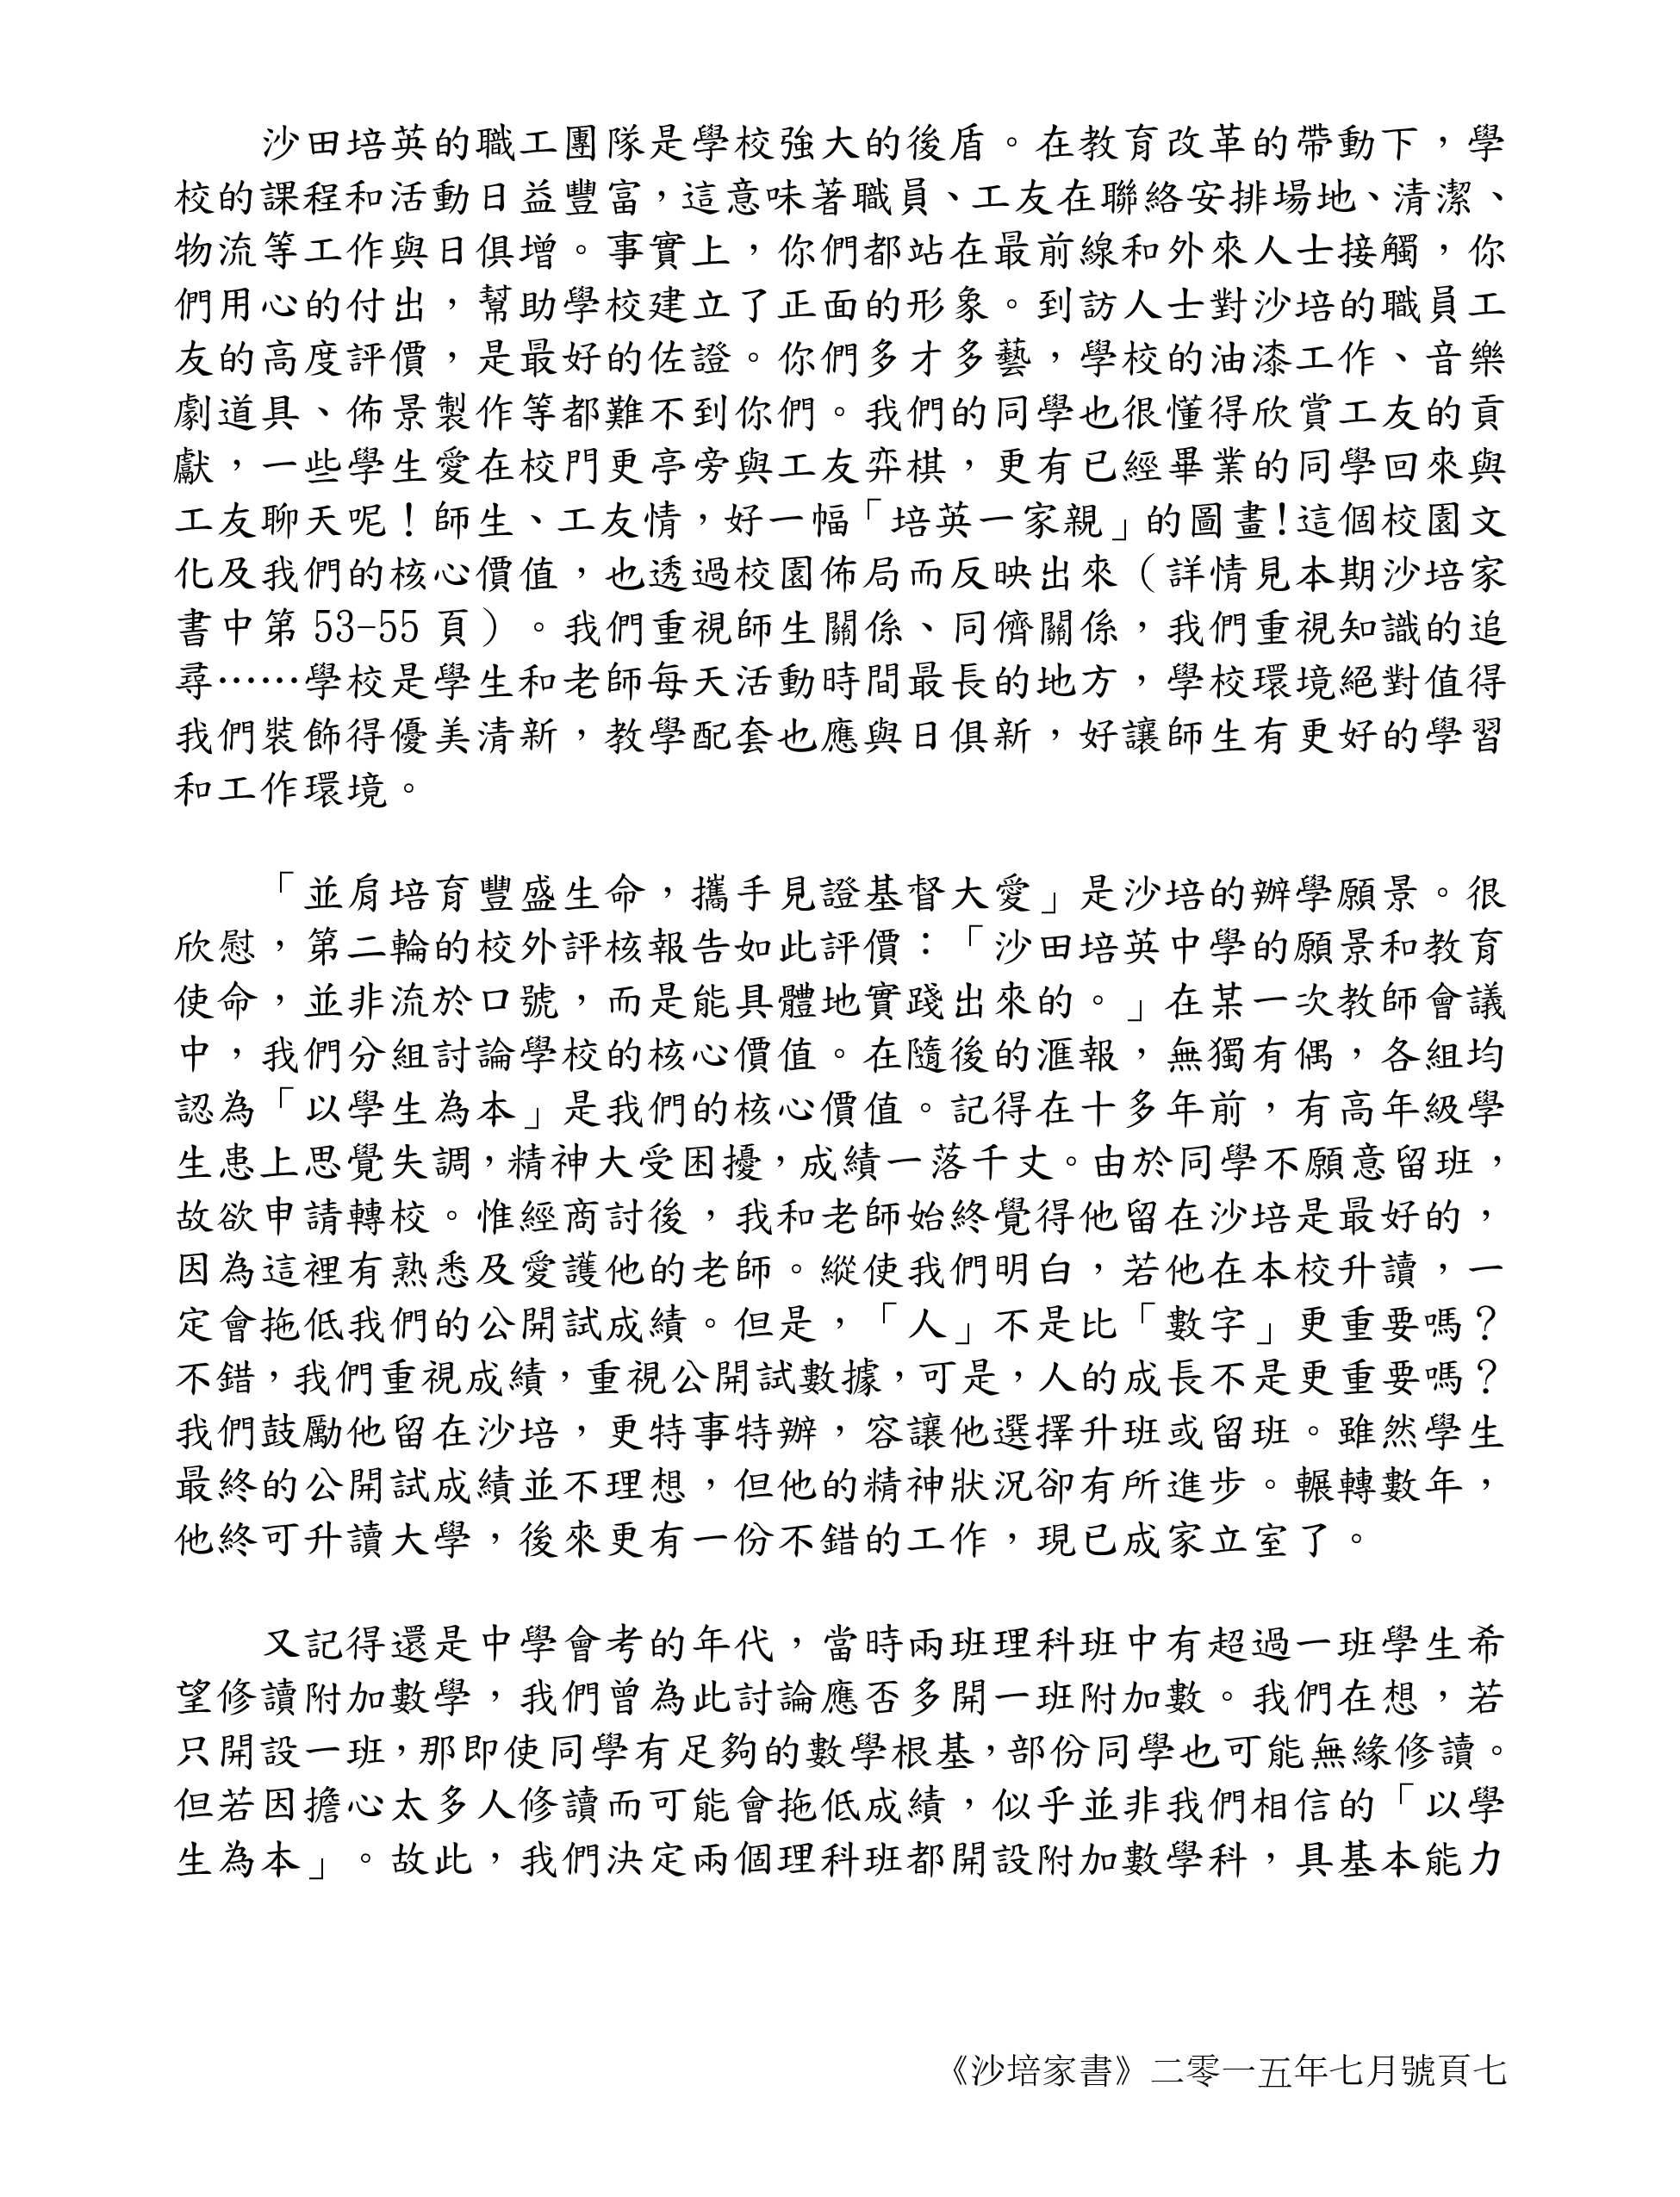 沙田培英的職工團隊是學校強大的後盾。在教育改革的帶動下，學
校的課程和活動日益豐富，這意味著職員、工友在聯絡安排場地、清潔、
物流等工作與日俱增。事實上，你們都站在最前線和外來人士接觸，你
們用心的付出，幫助學校建立了正面的形象。到訪人士對沙培的職員工
友的高度評價，是最好的佐證。你們多才多藝，學校的油漆工作、音樂
劇道具、佈景製作等都難不到你們。我們的同學也很懂得欣賞工友的貢
獻，一些學生愛在校門更亭旁與工友弈棋，更有已經畢業的同學回來與
工友聊天呢！師生、工友情，好一幅「培英一家親」的圖畫!這個校園文
化及我們的核心價值，也透過校園佈局而反映出來（詳情見本期沙培家
書中第 53-55 頁）。我們重視師生關係、同儕關係，我們重視知識的追
尋……學校是學生和老師每天活動時間最長的地方，學校環境絕對值得
我們裝飾得優美清新，教學配套也應與日俱新，好讓師生有更好的學習
和工作環境。
「並肩培育豐盛生命，攜手見證基督大愛」是沙培的辦學願景。很
欣慰，第二輪的校外評核報告如此評價：「沙田培英中學的願景和教育
使命，並非流於口號，而是能具體地實踐出來的。」在某一次教師會議
中，我們分組討論學校的核心價值。在隨後的滙報，無獨有偶，各組均
認為「以學生為本」是我們的核心價值。記得在十多年前，有高年級學
生患上思覺失調，精神大受困擾，成績一落千丈。由於同學不願意留班，
故欲申請轉校。惟經商討後，我和老師始終覺得他留在沙培是最好的，
因為這裡有熟悉及愛護他的老師。縱使我們明白，若他在本校升讀，一
定會拖低我們的公開試成績。但是，「人」不是比「數字」更重要嗎？
不錯，我們重視成績，重視公開試數據，可是，人的成長不是更重要嗎？
我們鼓勵他留在沙培，更特事特辦，容讓他選擇升班或留班。雖然學生
最終的公開試成績並不理想，但他的精神狀況卻有所進步。輾轉數年，
他終可升讀大學，後來更有一份不錯的工作，現已成家立室了。
又記得還是中學會考的年代，當時兩班理科班中有超過一班學生希
望修讀附加數學，我們曾為此討論應否多開一班附加數。我們在想，若
只開設一班，那即使同學有足夠的數學根基，部份同學也可能無緣修讀。
但若因擔心太多人修讀而可能會拖低成績，似乎並非我們相信的「以學
生為本」。故此，我們決定兩個理科班都開設附加數學科，具基本能力
《沙培家書》二零一五年七月號頁七